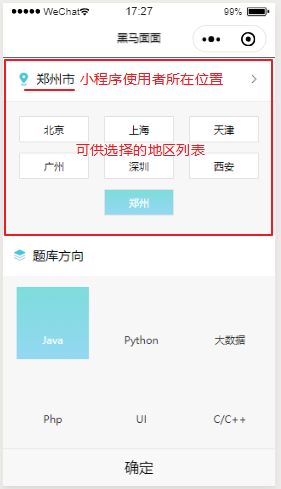 WeChat 17:27 99%
黑马面面
郑州市 小程序使用者所在位置
北京 上海 天津
可供选择的地区列表
广州 深圳 西安
郑州
题库方向
Java Python 大数据
Php UI C/C++
确定